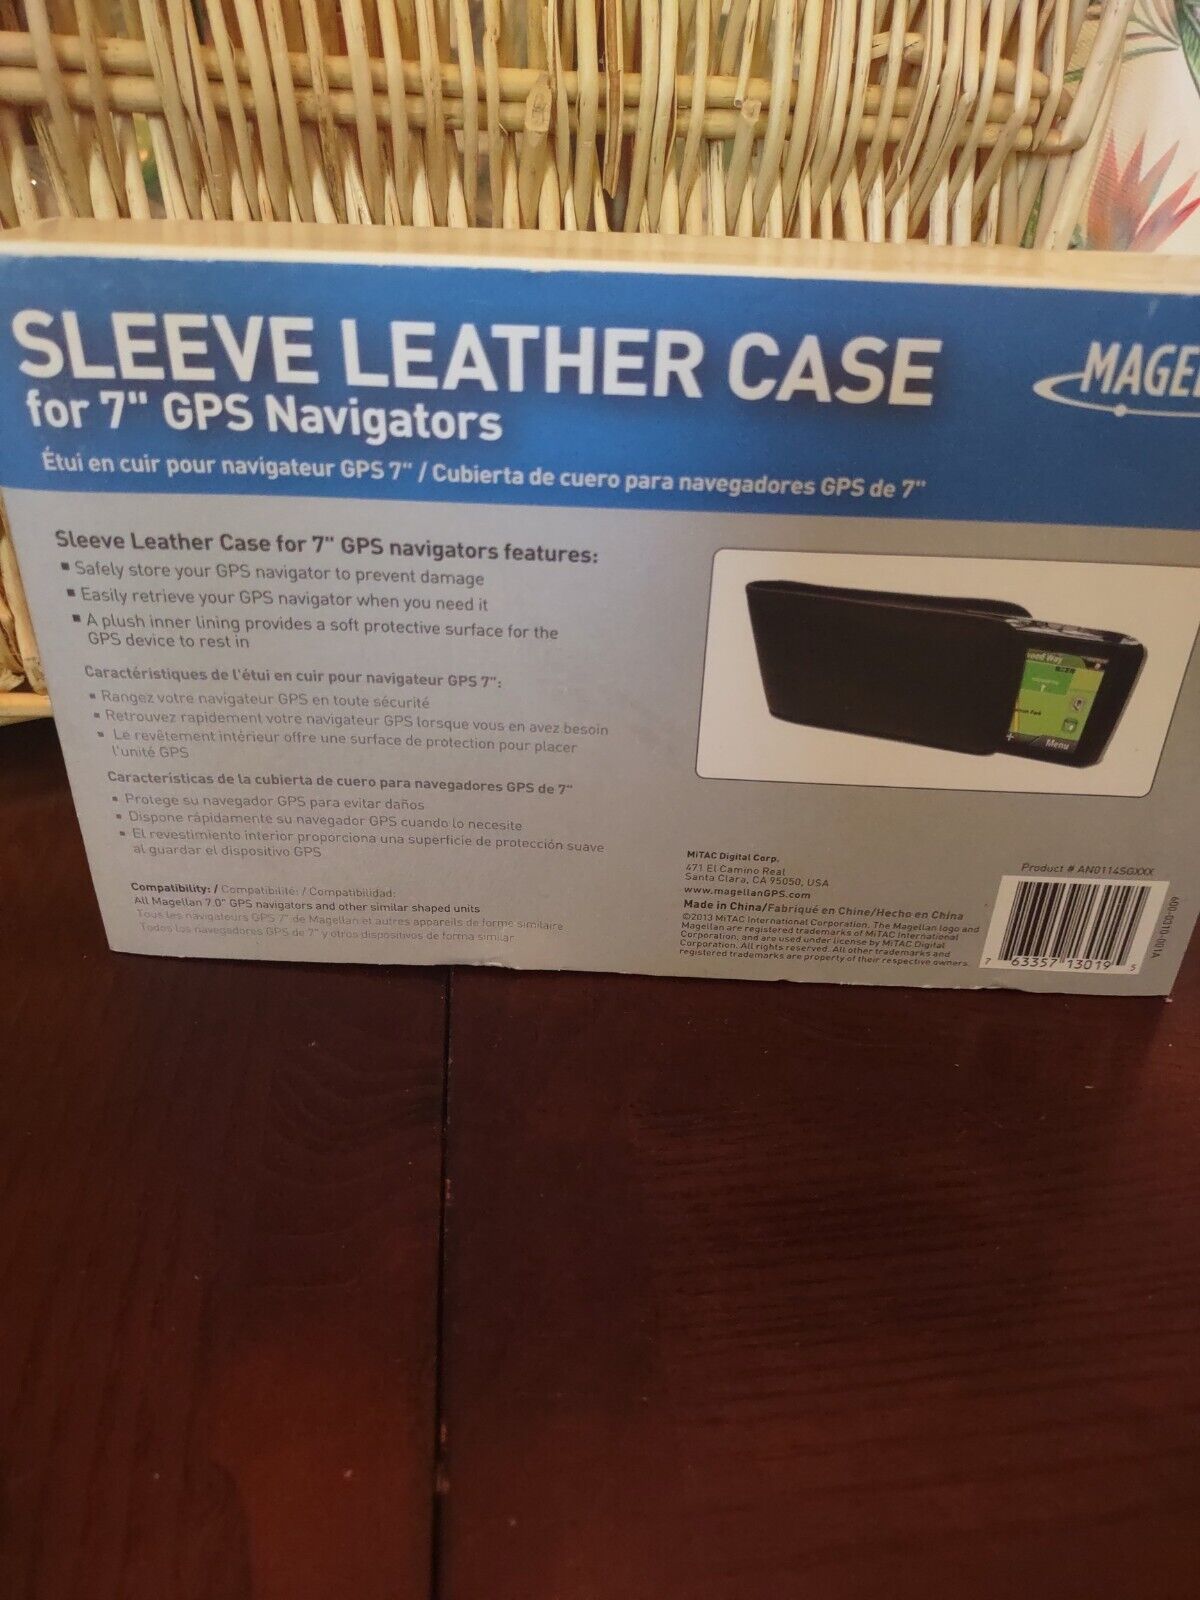 SLEEVE LEATHER CASE
for 7" GPS Navigators
MAGEL
Étui en cuir pour navigateur GPS 7" / Cubierta de cuero para navegadores GPS de 7"
Sleeve Leather Case for 7" GPS navigators features:
▪ Safely store your GPS navigator to prevent damage
▪ Easily retrieve your GPS navigator when you need it
▪ A plush inner lining provides a soft protective surface for the
GPS device to rest in
Caractéristiques de l'étui en cuir pour navigateur GPS 7":
▪ Rangez votre navigateur GPS en toute sécurité
▪ Retrouvez rapidement votre navigateur GPS lorsque vous en avez besoin
▪ Le revêtement intérieur offre une surface de protection pour placer
l'unité GPS
Características de la cubierta de cuero para navegadores GPS de 7"
▪ Protege su navegador GPS para evitar daños
▪ Dispone rápidamente su navegador GPS cuando lo necesite
▪ El revestimiento interior proporciona una superficie de protección suave
al guardar el dispositivo GPS
Compatibility: / Compatibilité: / Compatibilidad:
All Magellan 7.0" GPS navigators and other similar shaped units
Tous les navigateurs GPS 7" de Magellan et autres appareils de forme similaire
Todos los navegadores GPS de 7" y otros dispositivos de forma similar
Way
Menu
MiTAC Digital Corp.
471 El Camino Real
Santa Clara, CA 95050, USA
www.magellanGPS.com
Made in China/Fabriqué en Chine/Hecho en China
©2013 MiTAC International Corporation. The Magellan logo and
Magellan are registered trademarks of MiTAC International
Corporation, and are used under license by MiTAC Digital
Corporation. All rights reserved. All other trademarks and
registered trademarks are property of their respective owners.
Product # AN0114SGXXX
7 63357 13019 5
600-0310-001A